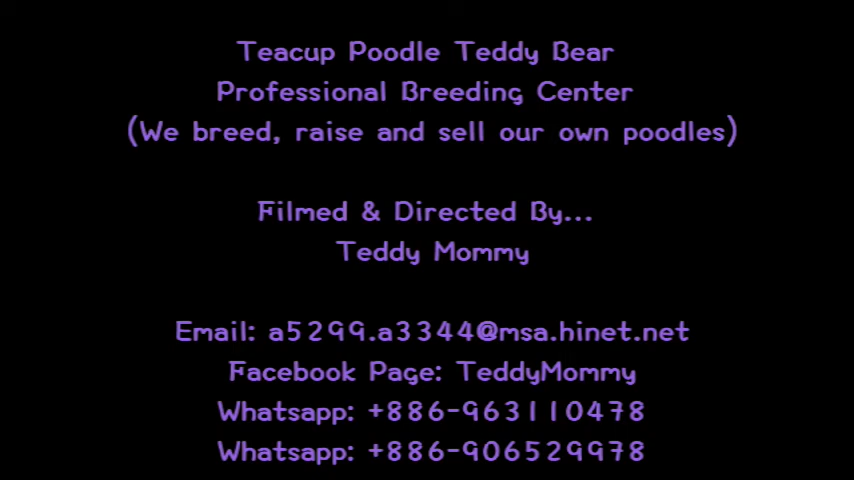 Teacup Poodle Teddy Bear
Professional Breeding Center
(We breed, raise and sell our own poodles)
Filmed & Directed By...
Teddy Mommy
Email: a5299.a3344@msa.hinet.net
Facebook Page: TeddyMommy
Whatsapp: +886-963110478
Whatsapp: +886-906529978